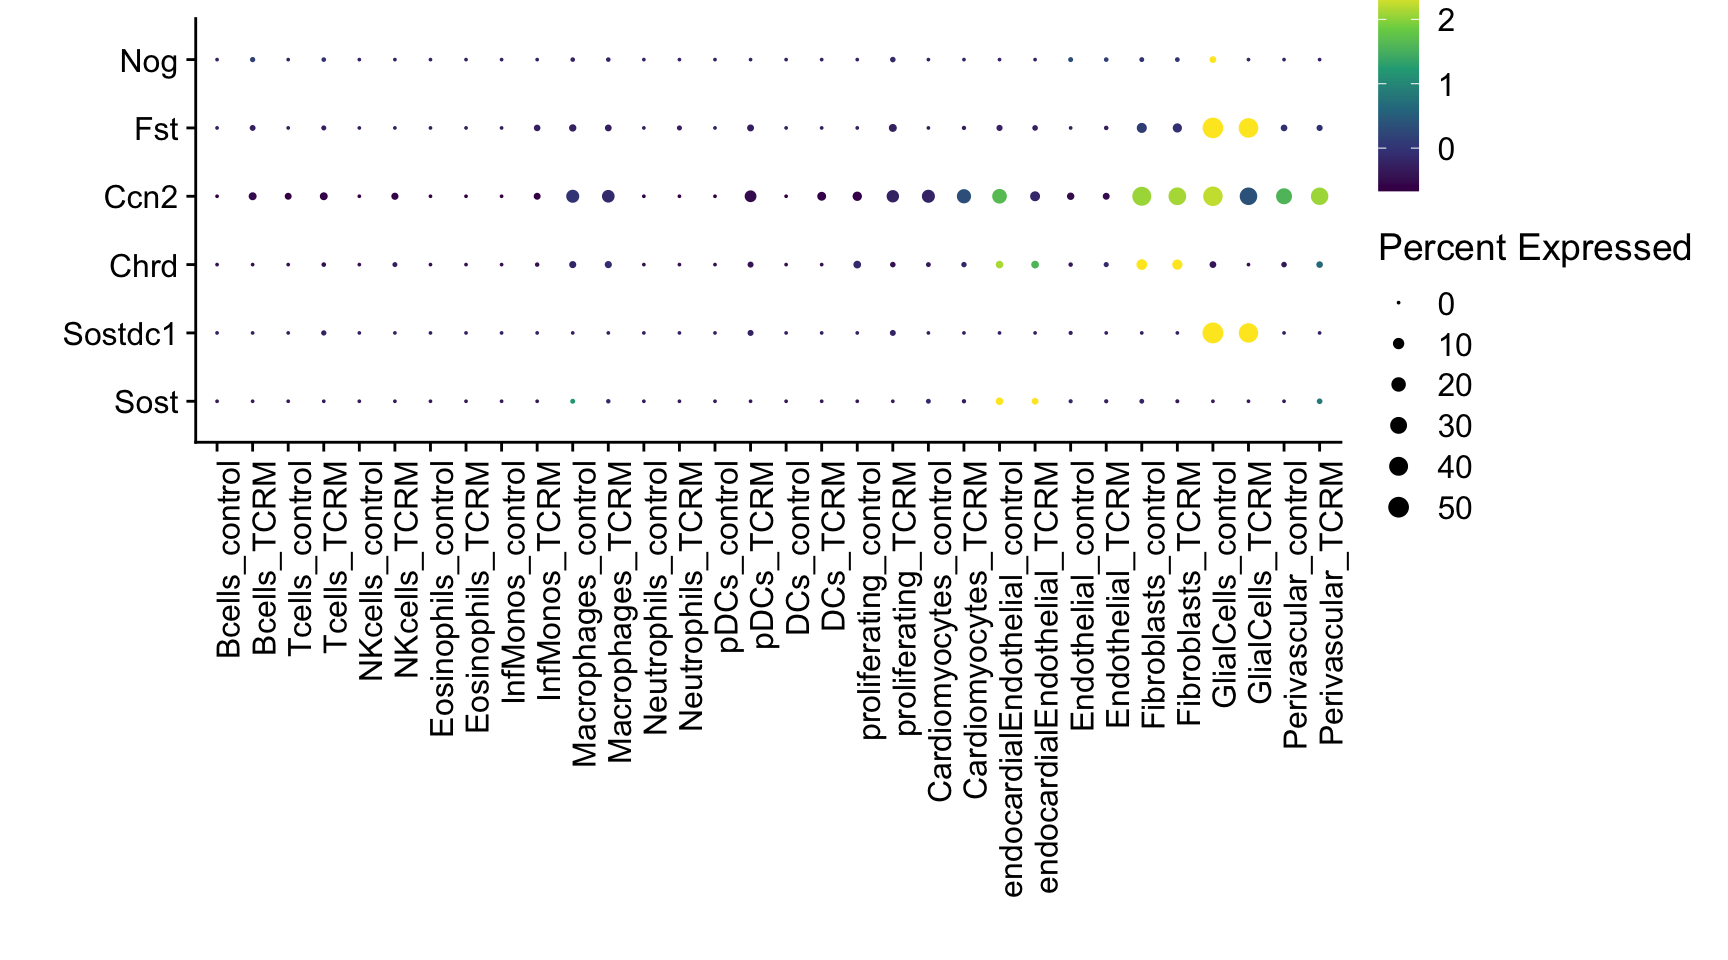 Nog
Fst
Ccn2
Chrd
Sostdc1
Sost
Bcells_control
Bcells_TCRM
Tcells_control
Tcells_TCRM
NKcells_control
NKcells_TCRM
Eosinophils_control
Eosinophils_TCRM
InfMonos_control
InfMonos_TCRM
Macrophages_control
Macrophages_TCRM
Neutrophils_control
Neutrophils_TCRM
pDCs_control
pDCs_TCRM
DCs_control
DCs_TCRM
proliferating_control
proliferating_TCRM
Cardiomyocytes_control
Cardiomyocytes_TCRM
endocardialEndothelial_control
endocardialEndothelial_TCRM
Endothelial_control
Endothelial_TCRM
Fibroblasts_control
Fibroblasts_TCRM
GlialCells_control
GlialCells_TCRM
Perivascular_control
Perivascular_TCRM
2
1
0
Percent Expressed
0
10
20
30
40
50